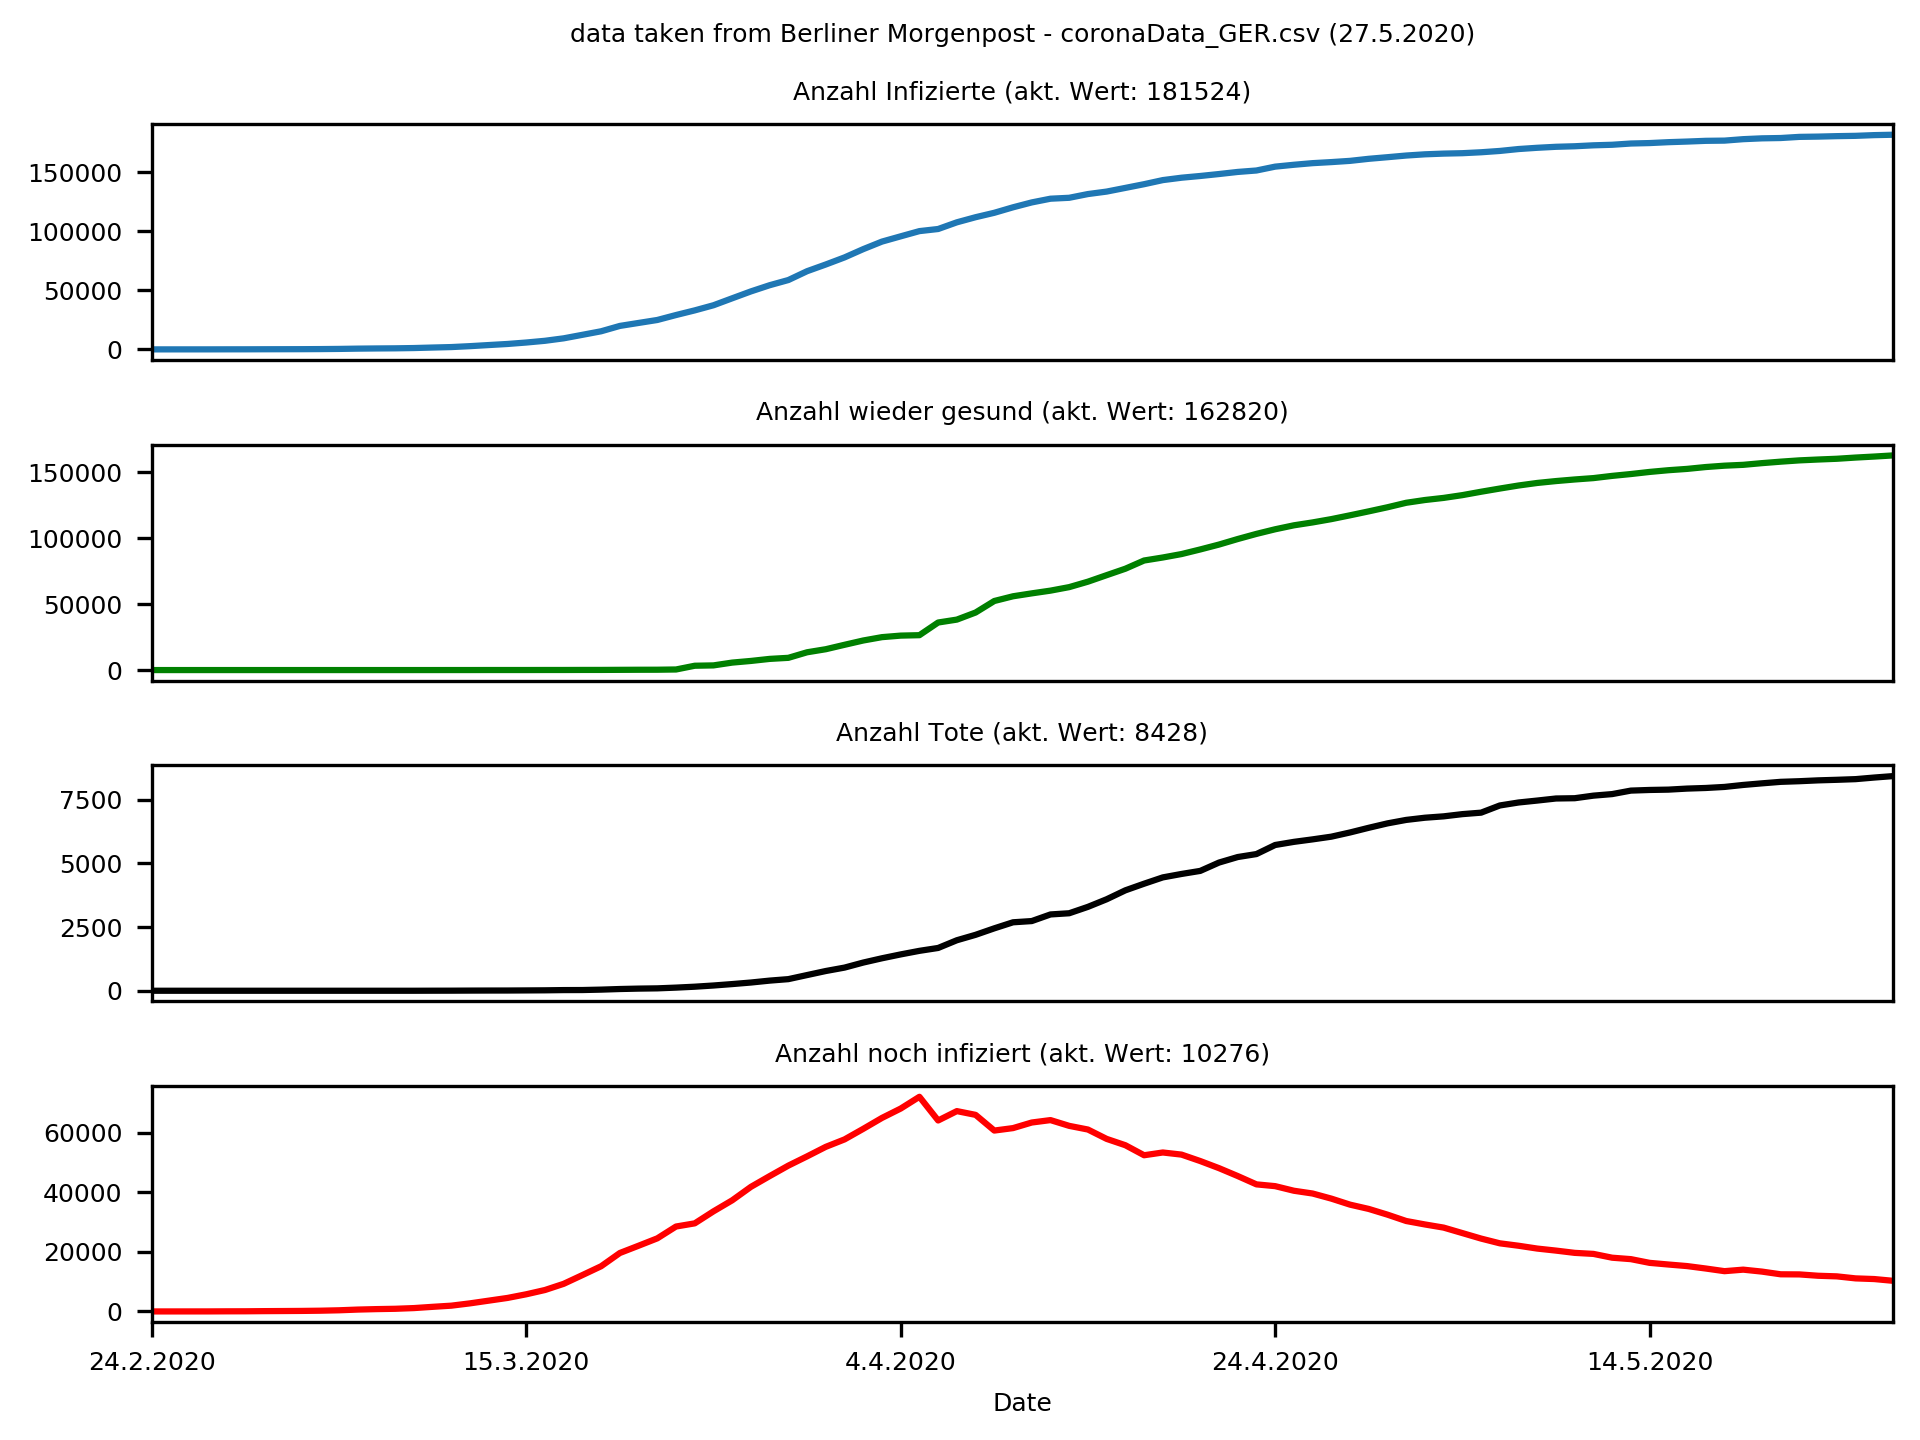 data taken from Berliner Morgenpost - coronaData_GER.csv (27.5.2020)
Anzahl Infizierte (akt. Wert: 181524)
150000
100000
50000
0
Anzahl wieder gesund (akt. Wert: 162820)
150000
100000
50000
0
Anzahl Tote (akt. Wert: 8428)
7500
5000
2500
0
Anzahl noch infiziert (akt. Wert: 10276)
60000
40000
20000
0
24.2.2020 15.3.2020 4.4.2020 24.4.2020 14.5.2020
Date